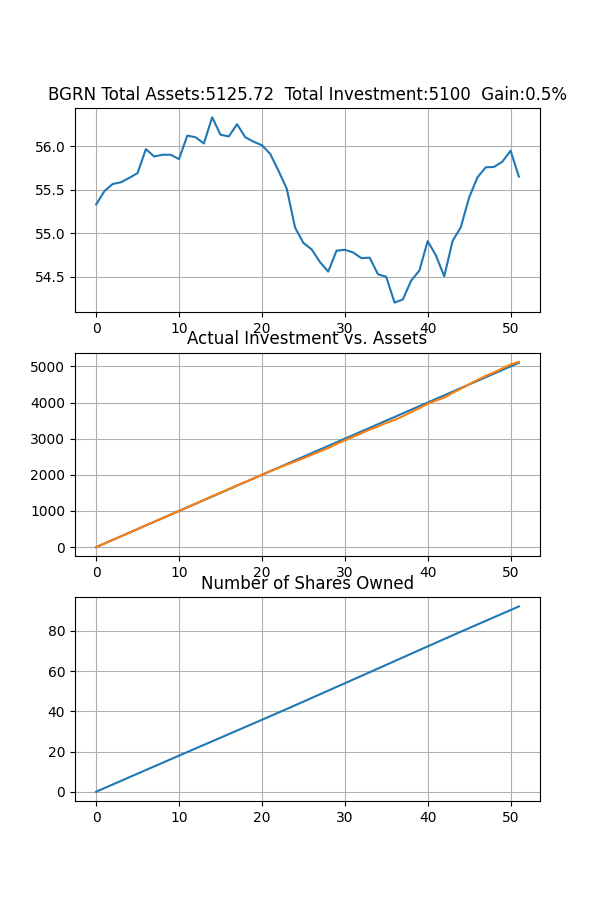 BGRN Total Assets:5125.72  Total Investment:5100  Gain:0.5%
56.0
55.5
55.0
54.5
0 10 20 30 40 50
Actual Investment vs. Assets
5000
4000
3000
2000
1000
0
0 10 20 30 40 50
Number of Shares Owned
80
60
40
20
0
0 10 20 30 40 50